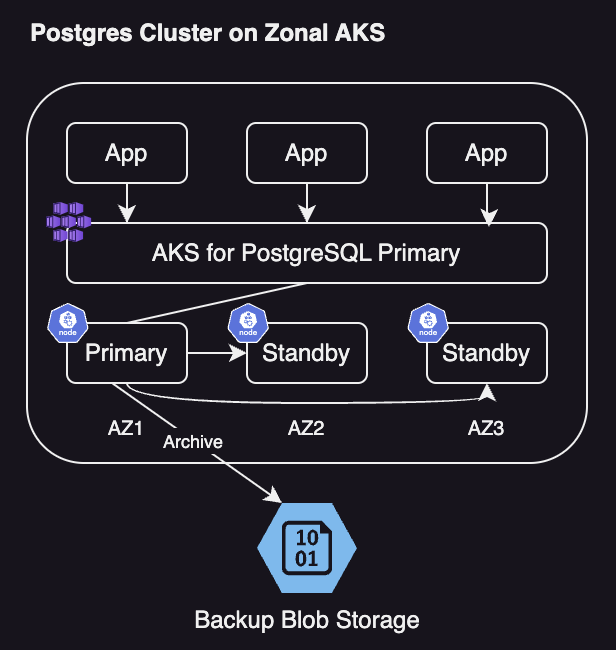 Postgres Cluster on Zonal AKS
App
App
App
AKS for PostgreSQL Primary
node
node
node
Primary
Standby
Standby
AZ1
AZ2
AZ3
Archive
10
01
Backup Blob Storage